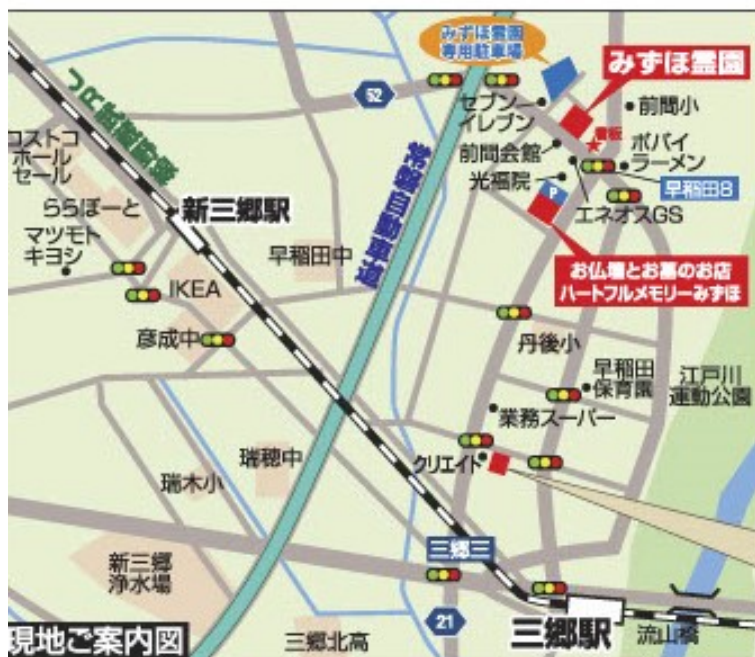 みずほ霊園
専用駐車場
みずほ霊園
52
セブン
イレブン
前間小
看板
前間会館
ポパイ
ラーメン
光福院
早稲田8
P
エネオスGS
お仏壇とお墓のお店
ハートフルメモリーみずほ
JR武蔵野線
常磐自動車道
コストコ
ホール
セール
ららぽーと
新三郷駅
マツモト
キヨシ
早稲田中
IKEA
彦成中
丹後小
早稲田
保育園
江戸川
運動公園
業務スーパー
クリエイト
瑞穂中
瑞木小
新三郷
浄水場
三郷三
21
三郷駅
流山橋
三郷北高
現地ご案内図